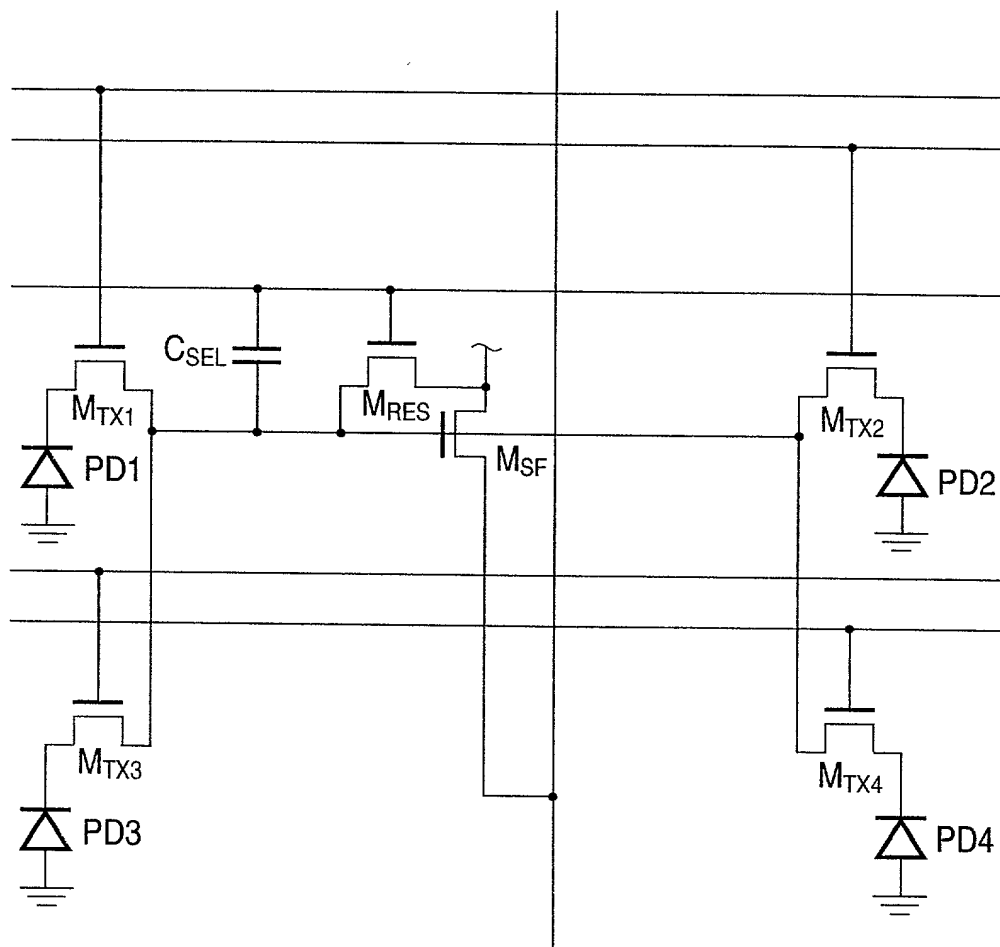 C_SEL
M_TX1
M_RES
M_TX2
M_SF
PD1
PD2
M_TX3
M_TX4
PD3
PD4